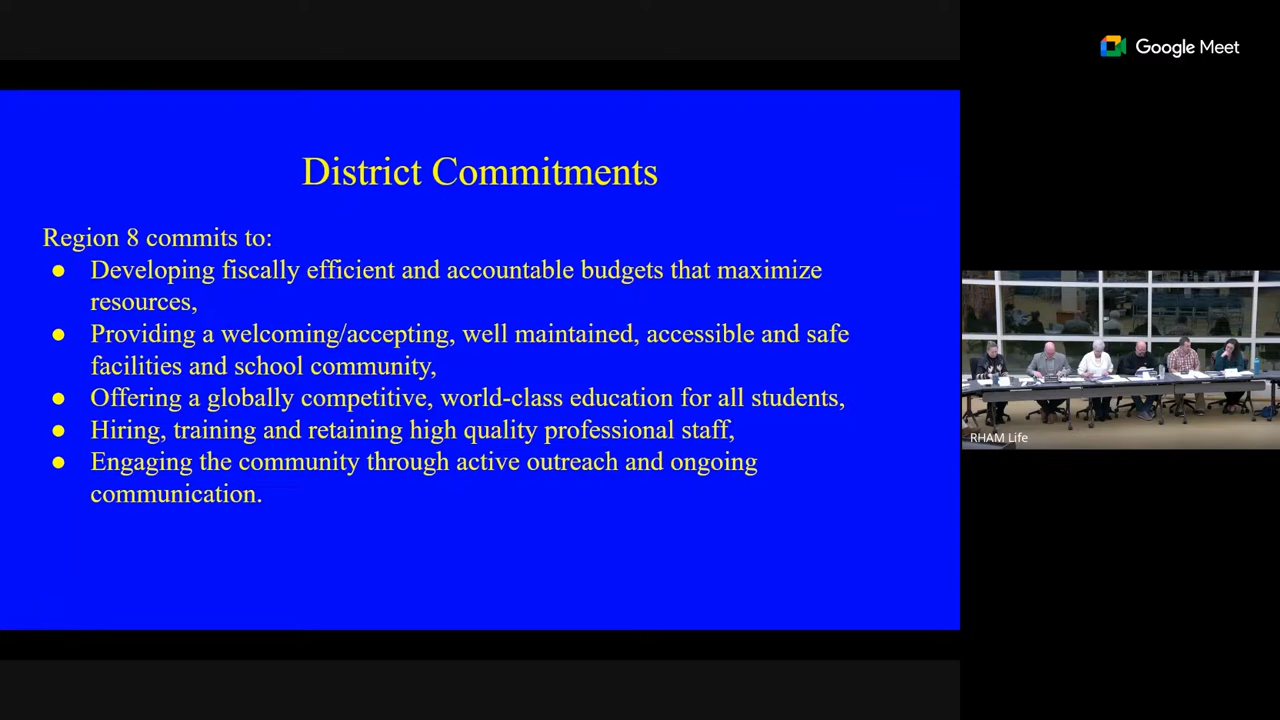 Google Meet
District Commitments
Region 8 commits to:
● Developing fiscally efficient and accountable budgets that maximize
resources,
● Providing a welcoming/accepting, well maintained, accessible and safe
facilities and school community,
● Offering a globally competitive, world-class education for all students,
● Hiring, training and retaining high quality professional staff,
● Engaging the community through active outreach and ongoing
communication.
RHAM Life